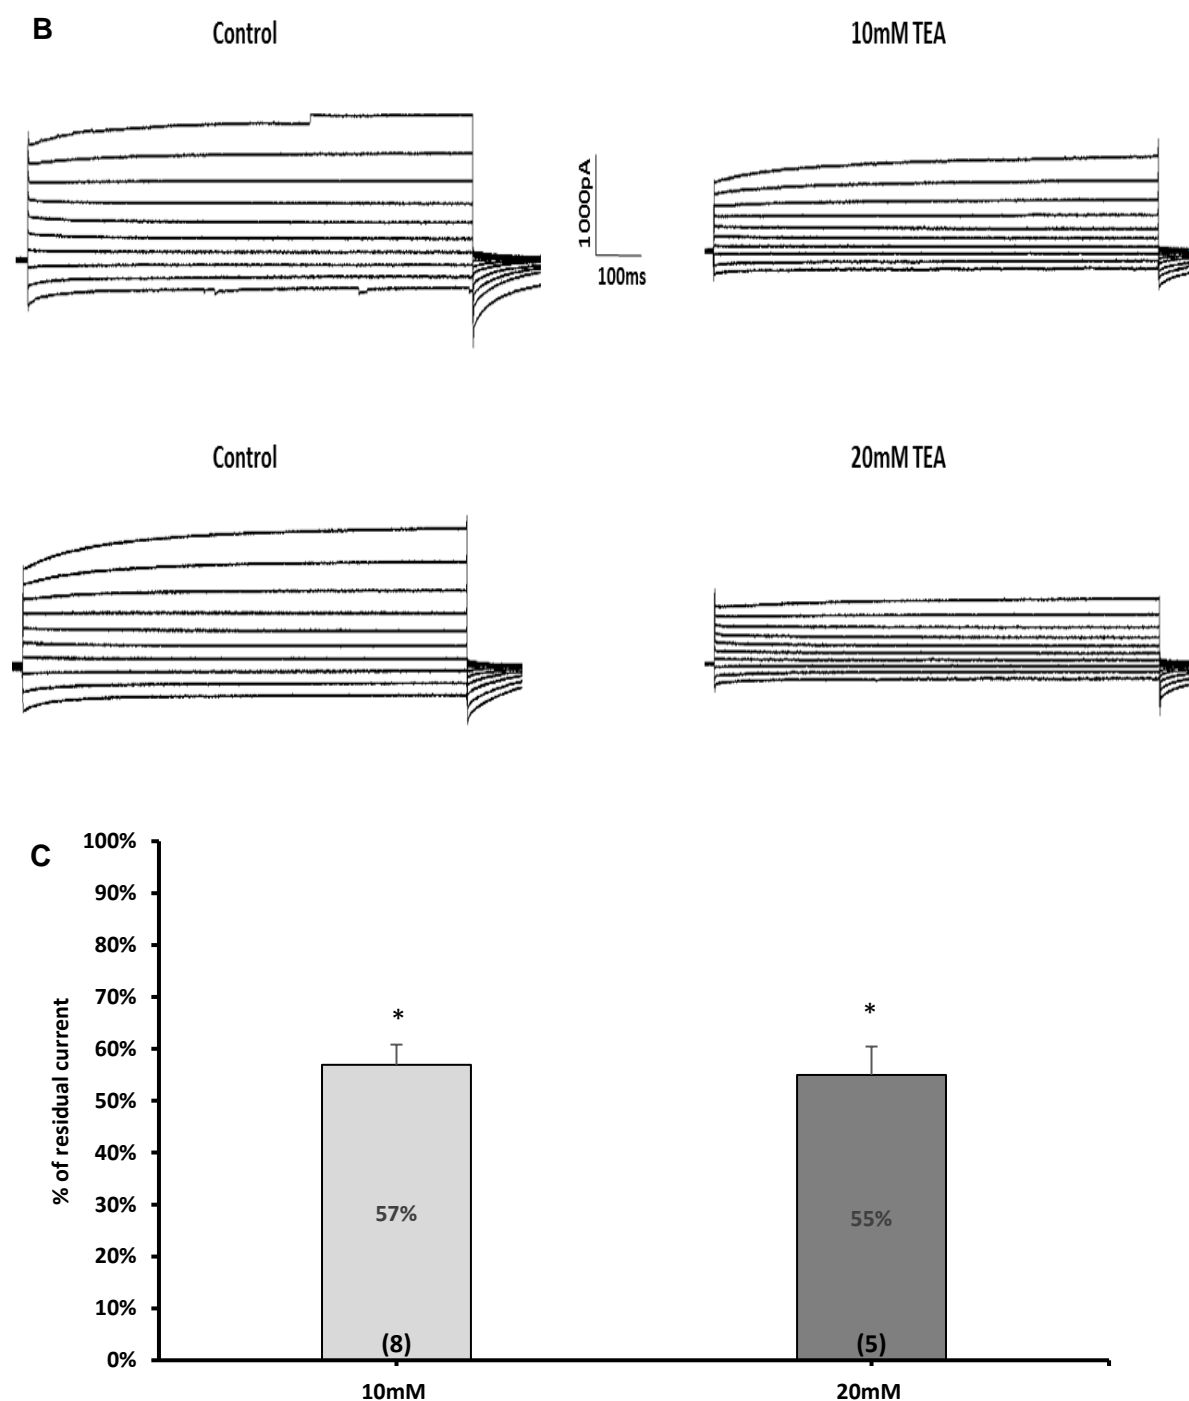 B
Control
10mM TEA
1000pA
100ms
Control
20mM TEA
C
100%
90%
80%
70%
60%
50%
40%
30%
20%
10%
0%
% of residual current
*
*
57%
55%
(8)
(5)
10mM
20mM